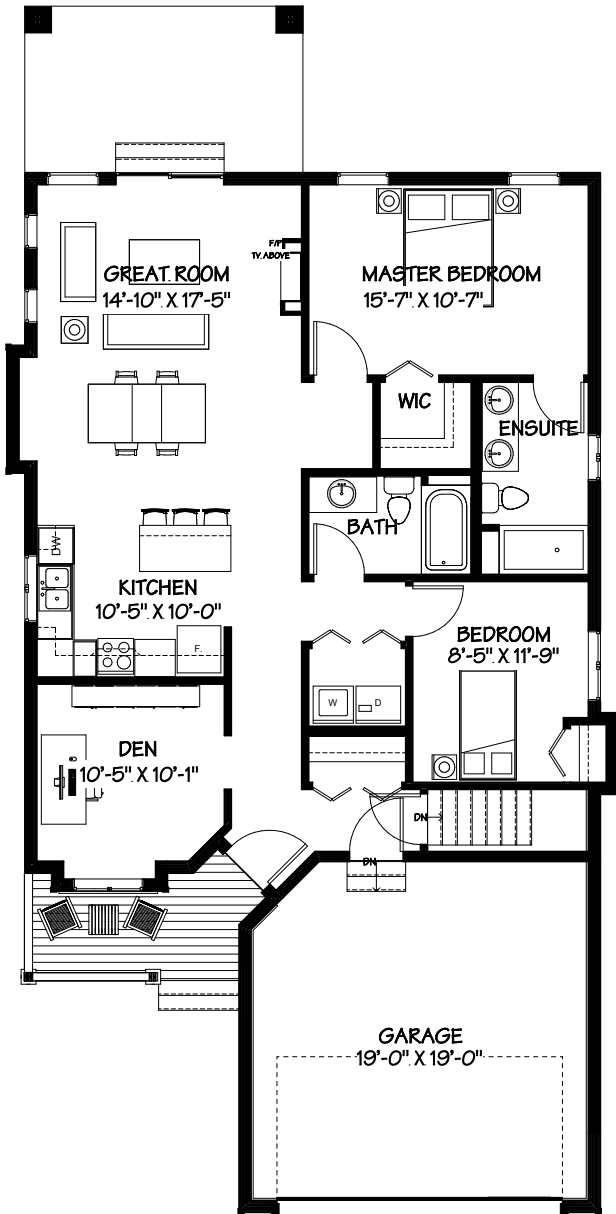 F/P
TV. ABOVE
GREAT ROOM
14'-10" X 17'-5"
MASTER BEDROOM
15'-7" X 10'-7"
WIC
ENSUITE
BATH
DW
KITCHEN
10'-5" X 10'-0"
F.
BEDROOM
8'-5" X 11'-9"
W
D
DEN
10'-5" X 10'-1"
DN
DN
GARAGE
19'-0" X 19'-0"